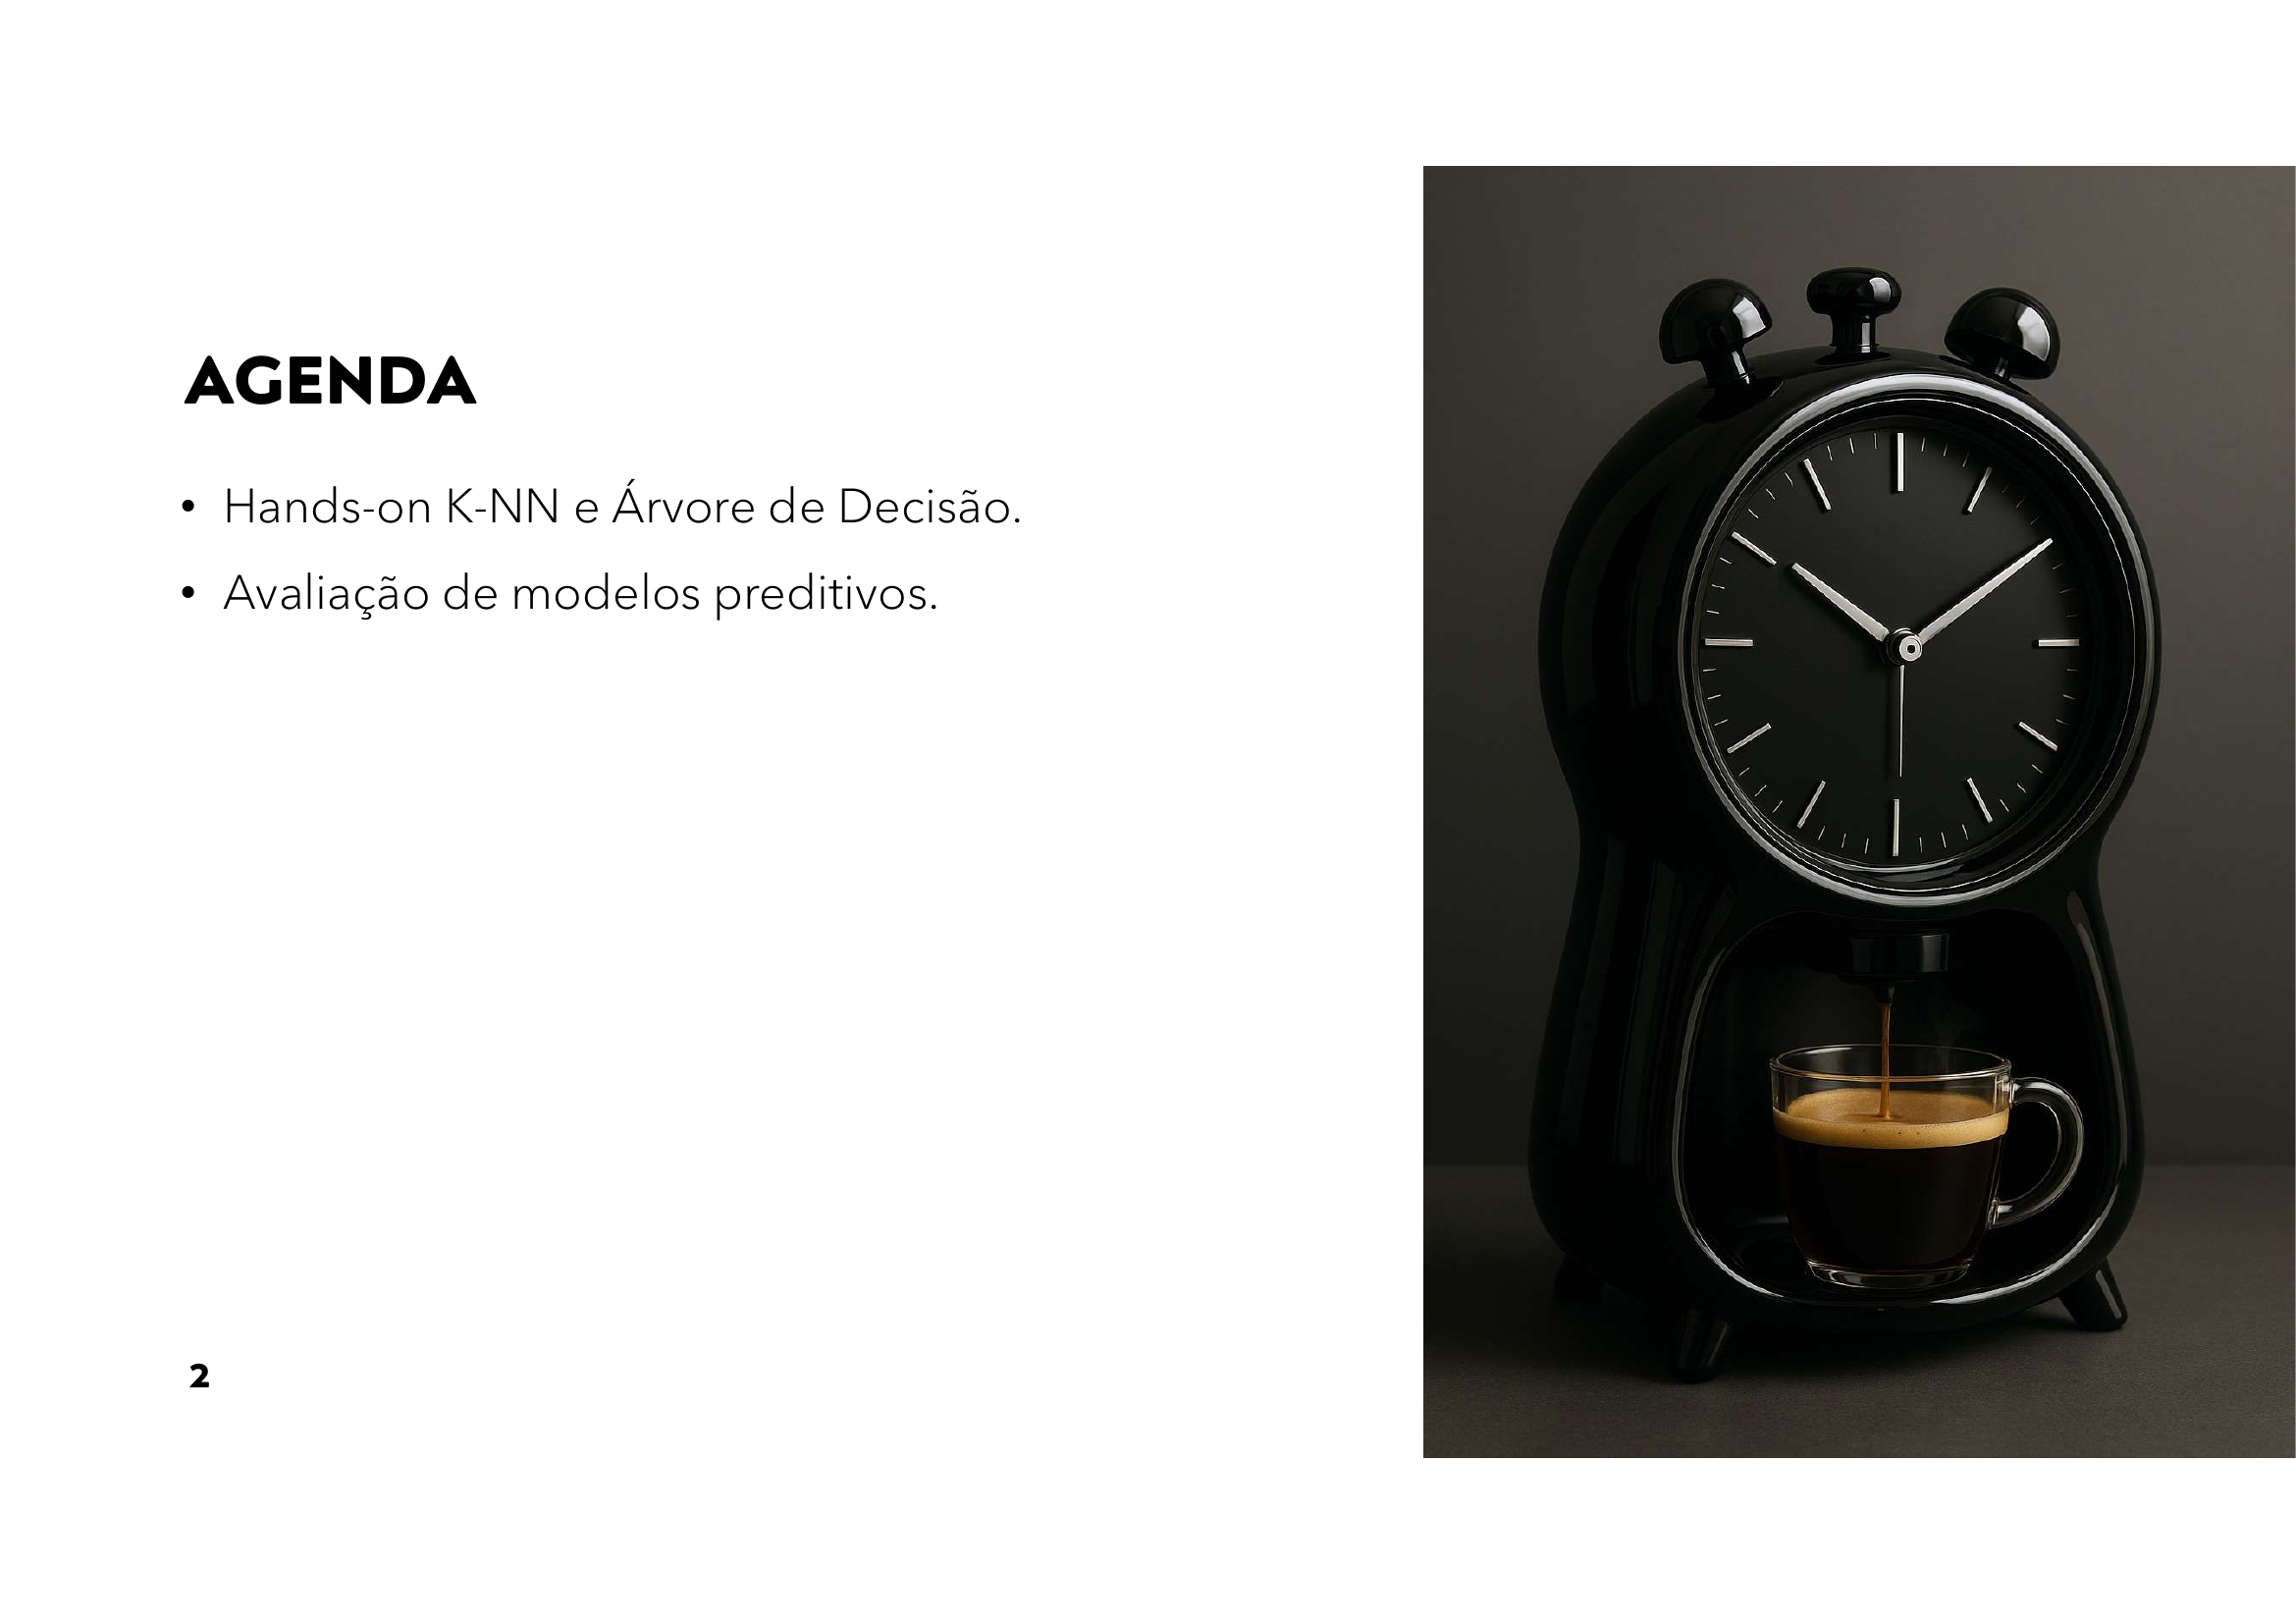 AGENDA
• Hands-on K-NN e Árvore de Decisão.
• Avaliação de modelos preditivos.
2